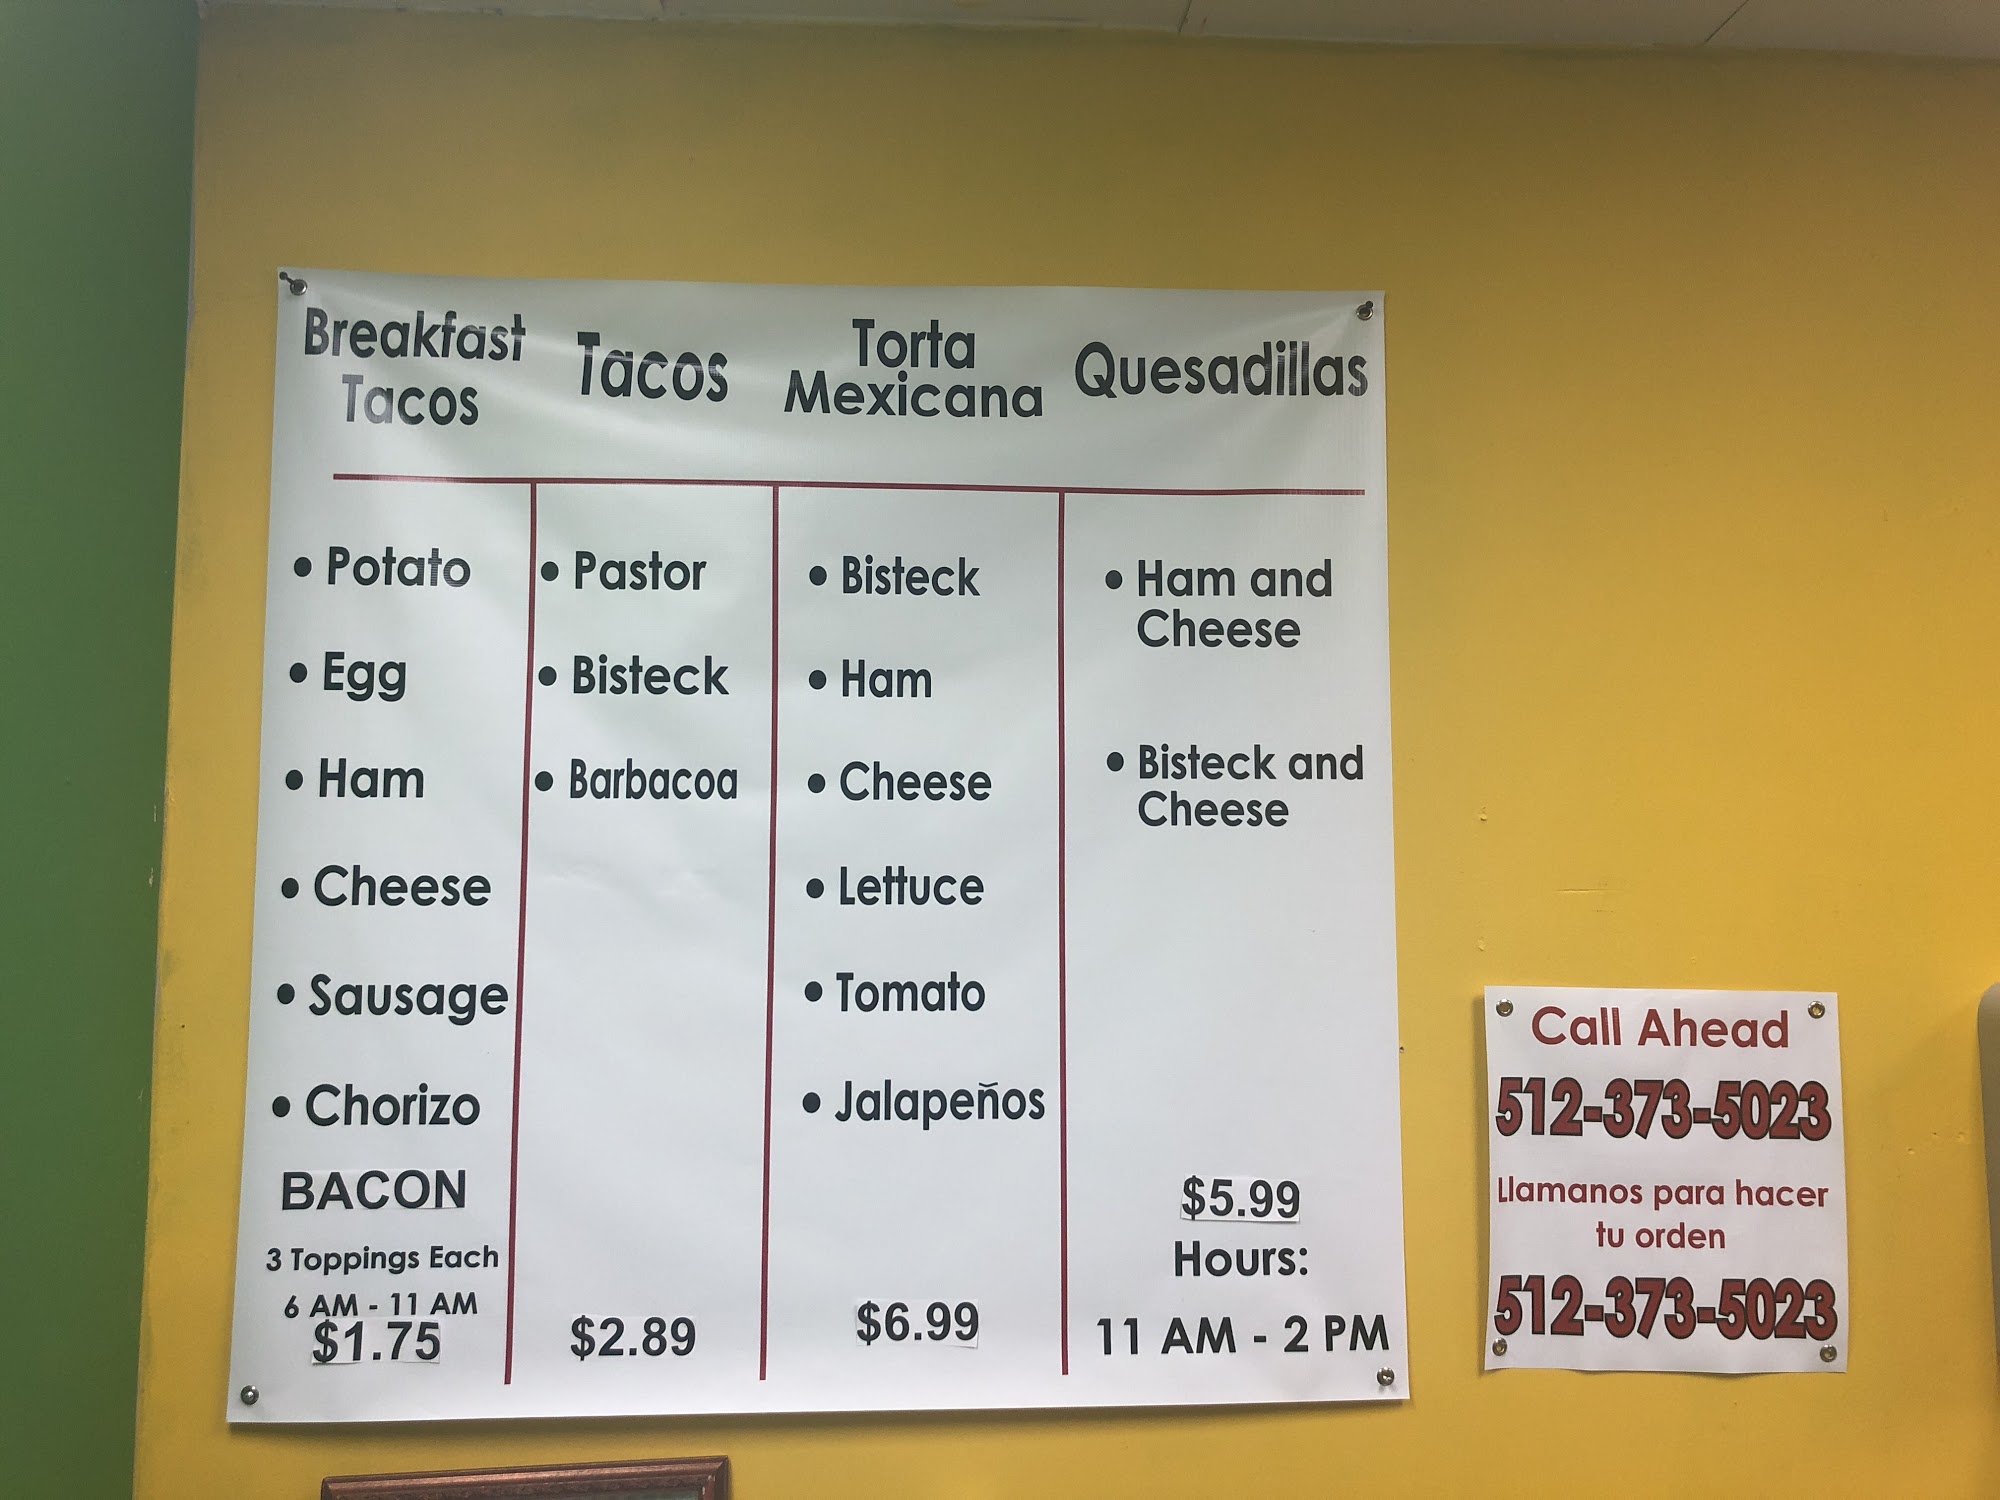 Breakfast
Tacos
• Potato
• Egg
• Ham
• Cheese
• Sausage
• Chorizo
BACON
3 Toppings Each
6 AM - 11 AM
$1.75
Tacos
• Pastor
• Bisteck
• Barbacoa
$2.89
Torta
Mexicana
• Bisteck
• Ham
• Cheese
• Lettuce
• Tomato
• Jalapeños
$6.99
Quesadillas
• Ham and
Cheese
• Bisteck and
Cheese
$5.99
Hours:
11 AM - 2 PM
Call Ahead
512-373-5023
Llamanos para hacer
tu orden
512-373-5023